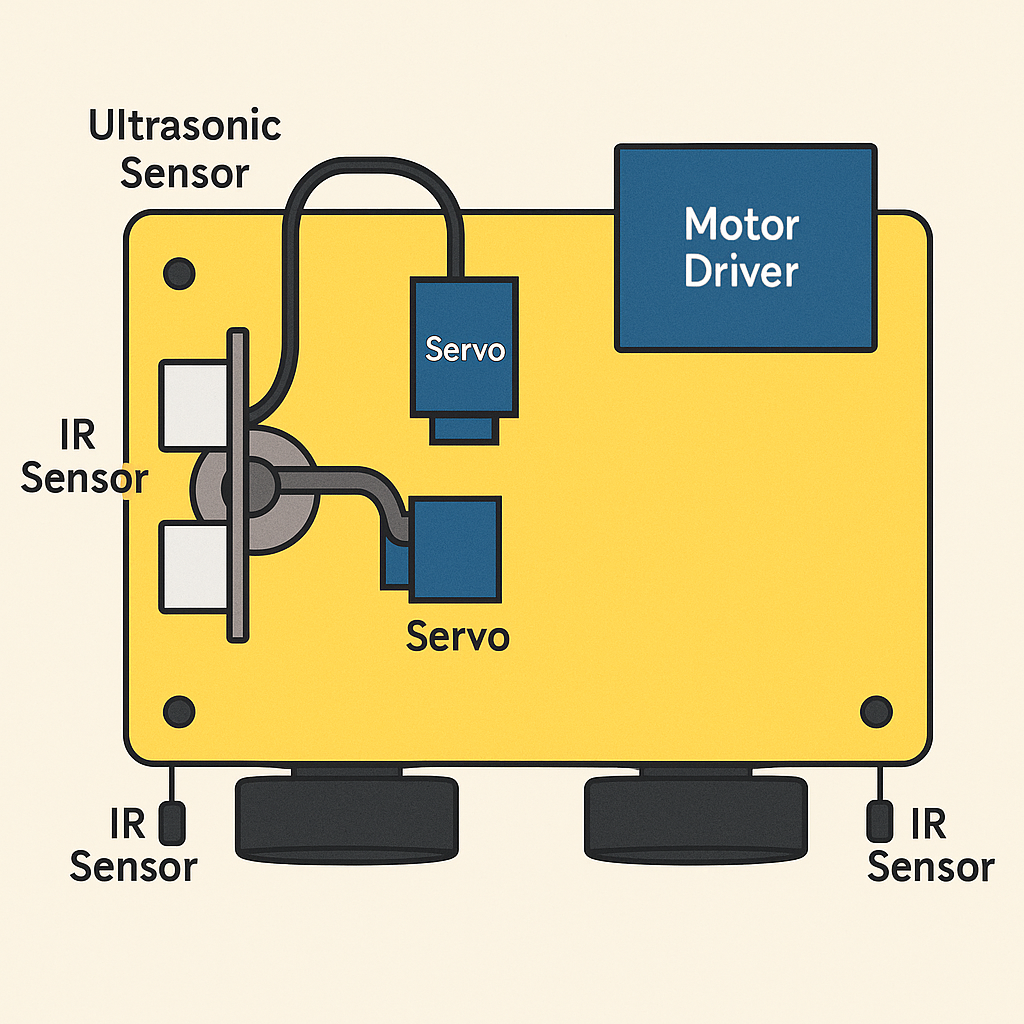 Ultrasonic
Sensor
Motor
Driver
Servo
IR
Sensor
Servo
IR
Sensor
IR
Sensor